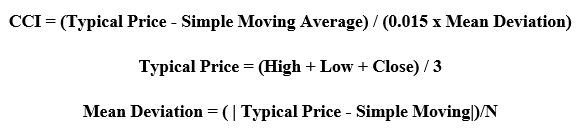 CCI = (Typical Price - Simple Moving Average) / (0.015 x Mean Deviation)
Typical Price = (High + Low + Close) / 3
Mean Deviation = ( | Typical Price - Simple Moving|)/N